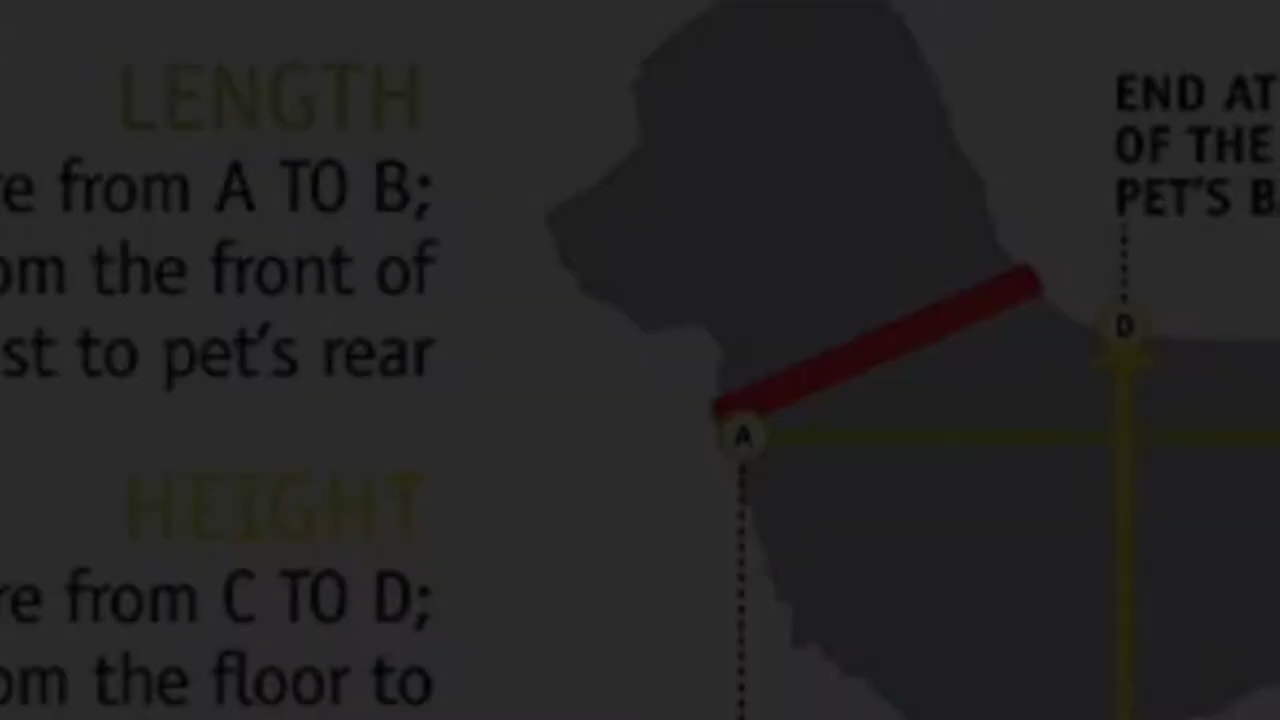 LENGTH
re from A TO B;
om the front of
st to pet's rear
HEIGHT
re from C TO D;
om the floor to
END AT
OF THE
PET'S B
D
A